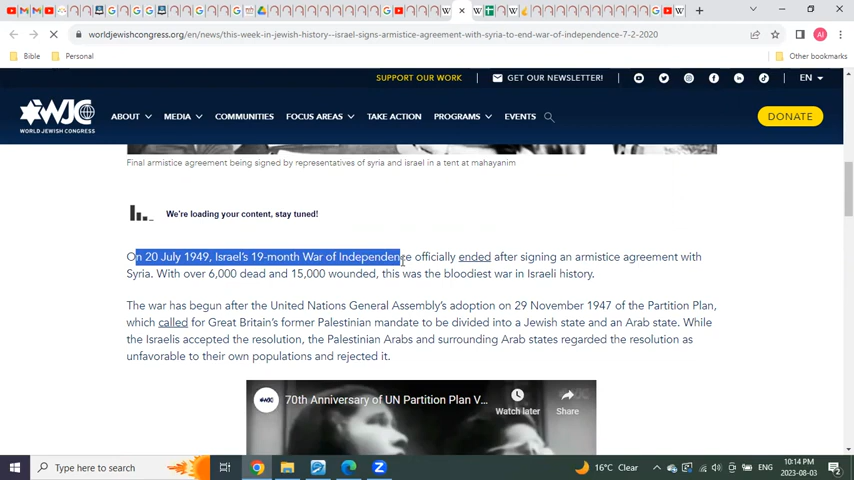 worldjewishcongress.org/en/news/this-week-in-jewish-history--israel-signs-armistice-agreement-with-syria-to-end-war-of-independence-7-2-2020
Bible
Personal
Other bookmarks
SUPPORT OUR WORK
GET OUR NEWSLETTER!
EN
WJC
WORLD JEWISH CONGRESS
ABOUT
MEDIA
COMMUNITIES
FOCUS AREAS
TAKE ACTION
PROGRAMS
EVENTS
DONATE
Final armistice agreement being signed by representatives of syria and israel in a tent at mahayanim
We're loading your content, stay tuned!
On 20 July 1949, Israel's 19-month War of Independence officially ended after signing an armistice agreement with
Syria. With over 6,000 dead and 15,000 wounded, this was the bloodiest war in Israeli history.
The war has begun after the United Nations General Assembly's adoption on 29 November 1947 of the Partition Plan,
which called for Great Britain's former Palestinian mandate to be divided into a Jewish state and an Arab state. While
the Israelis accepted the resolution, the Palestinian Arabs and surrounding Arab states regarded the resolution as
unfavorable to their own populations and rejected it.
70th Anniversary of UN Partition Plan V...
Watch later
Share
Type here to search
16°C Clear
ENG
10:14 PM
2023-08-03